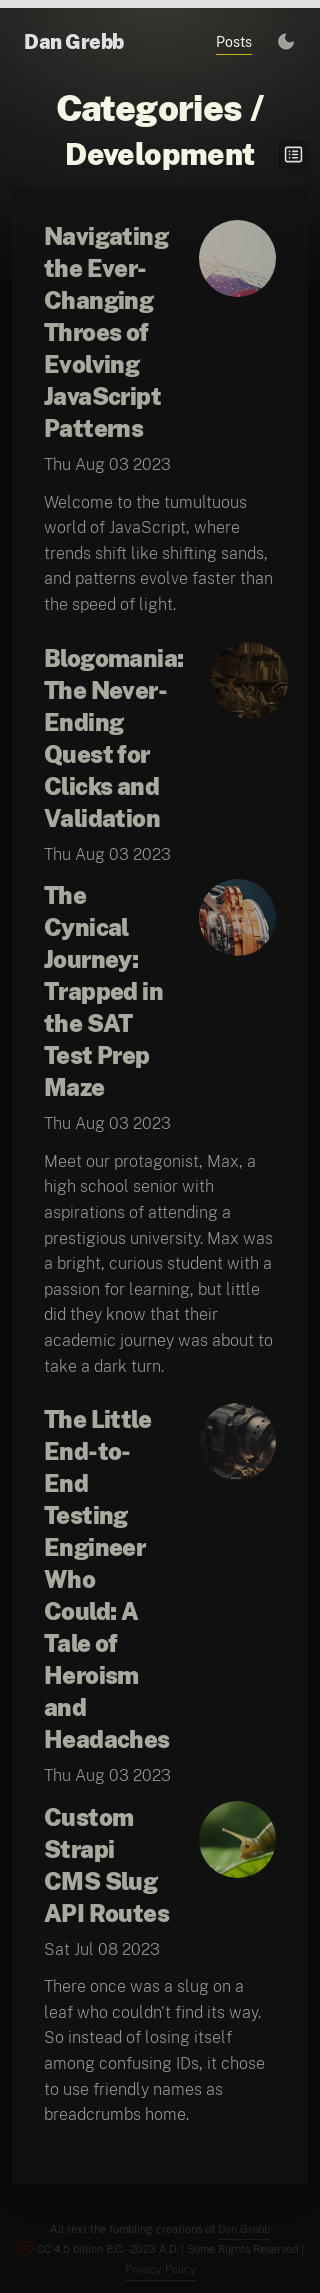 Dan Grebb
Posts
Categories /
Development
Navigating
the Ever-
Changing
Throes of
Evolving
JavaScript
Patterns
Thu Aug 03 2023
Welcome to the tumultuous
world of JavaScript, where
trends shift like shifting sands,
and patterns evolve faster than
the speed of light.
Blogomania:
The Never-
Ending
Quest for
Clicks and
Validation
Thu Aug 03 2023
The
Cynical
Journey:
Trapped in
the SAT
Test Prep
Maze
Thu Aug 03 2023
Meet our protagonist, Max, a
high school senior with
aspirations of attending a
prestigious university. Max was
a bright, curious student with a
passion for learning, but little
did they know that their
academic journey was about to
take a dark turn.
The Little
End-to-
End
Testing
Engineer
Who
Could: A
Tale of
Heroism
and
Headaches
Thu Aug 03 2023
Custom
Strapi
CMS Slug
API Routes
Sat Jul 08 2023
There once was a slug on a
leaf who couldn't find its way.
So instead of losing itself
among confusing IDs, it chose
to use friendly names as
breadcrumbs home.
All text the fumbling creations of Dan Grebb
CC 4.5 billion B.C.-2023 A.D. | Some Rights Reserved |
Privacy Policy